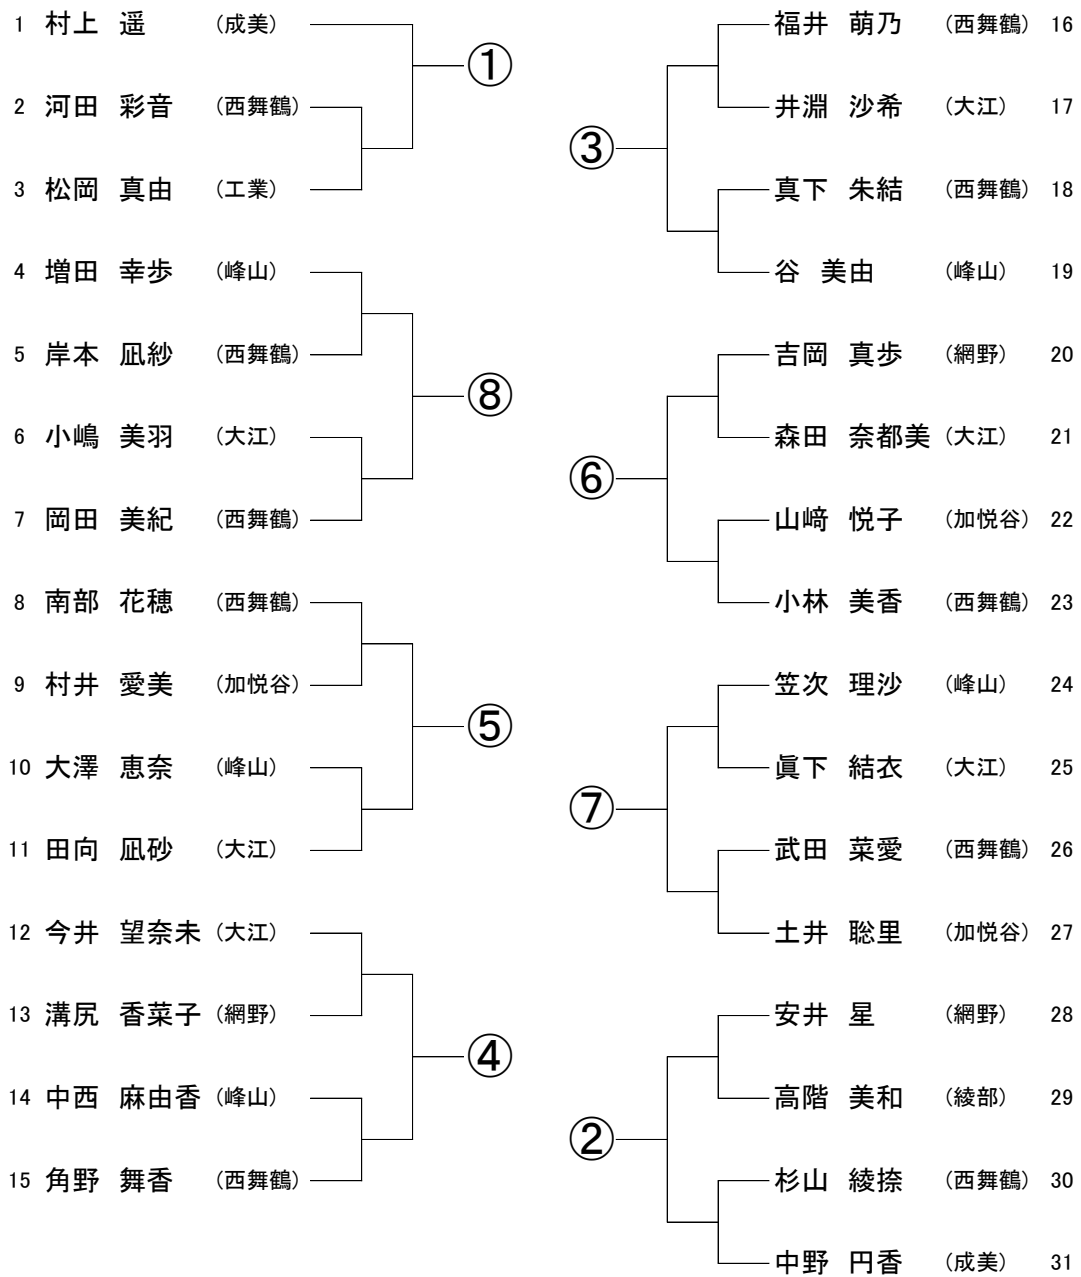 1 村上 遥 (成美)
①
2 河田 彩音 (西舞鶴)
3 松岡 真由 (工業)
4 増田 幸歩 (峰山)
5 岸本 凪紗 (西舞鶴)
⑧
6 小嶋 美羽 (大江)
7 岡田 美紀 (西舞鶴)
8 南部 花穂 (西舞鶴)
9 村井 愛美 (加悦谷)
⑤
10 大澤 恵奈 (峰山)
11 田向 凪砂 (大江)
12 今井 望奈未 (大江)
13 溝尻 香菜子 (網野)
④
14 中西 麻由香 (峰山)
15 角野 舞香 (西舞鶴)
福井 萌乃 (西舞鶴) 16
井淵 沙希 (大江) 17
③
真下 朱結 (西舞鶴) 18
谷 美由 (峰山) 19
吉岡 真歩 (網野) 20
森田 奈都美 (大江) 21
⑥
山﨑 悦子 (加悦谷) 22
小林 美香 (西舞鶴) 23
笠次 理沙 (峰山) 24
眞下 結衣 (大江) 25
⑦
武田 菜愛 (西舞鶴) 26
土井 聡里 (加悦谷) 27
安井 星 (網野) 28
高階 美和 (綾部) 29
②
杉山 綾捺 (西舞鶴) 30
中野 円香 (成美) 31